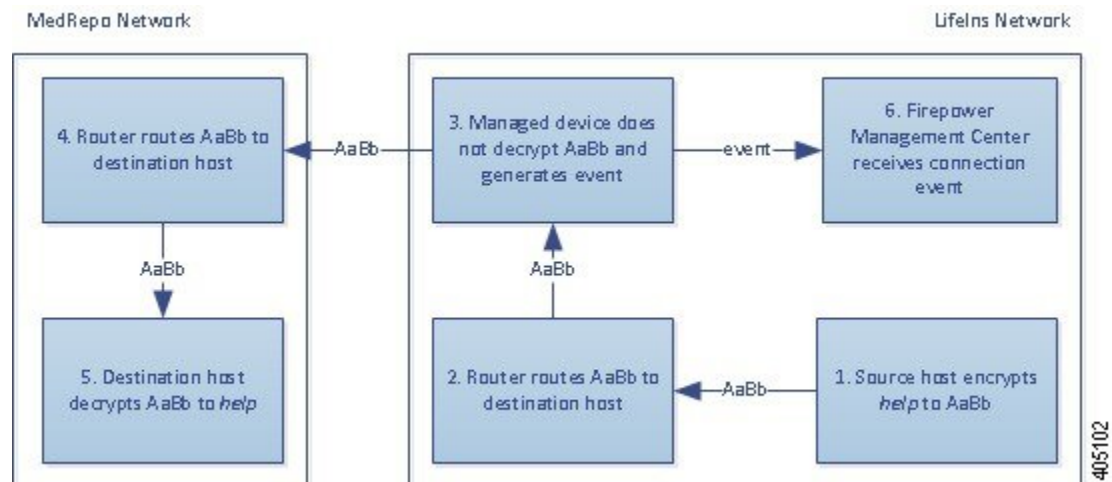 MedRepo Network
LifeIns Network
4. Router routes AaBb to
destination host
AaBb
3. Managed device does
not decrypt AaBb and
generates event
event
6. Firepower
Management Center
receives connection
event
AaBb
AaBb
5. Destination host
decrypts AaBb to help
2. Router routes AaBb to
destination host
AaBb
1. Source host encrypts
help to AaBb
405102